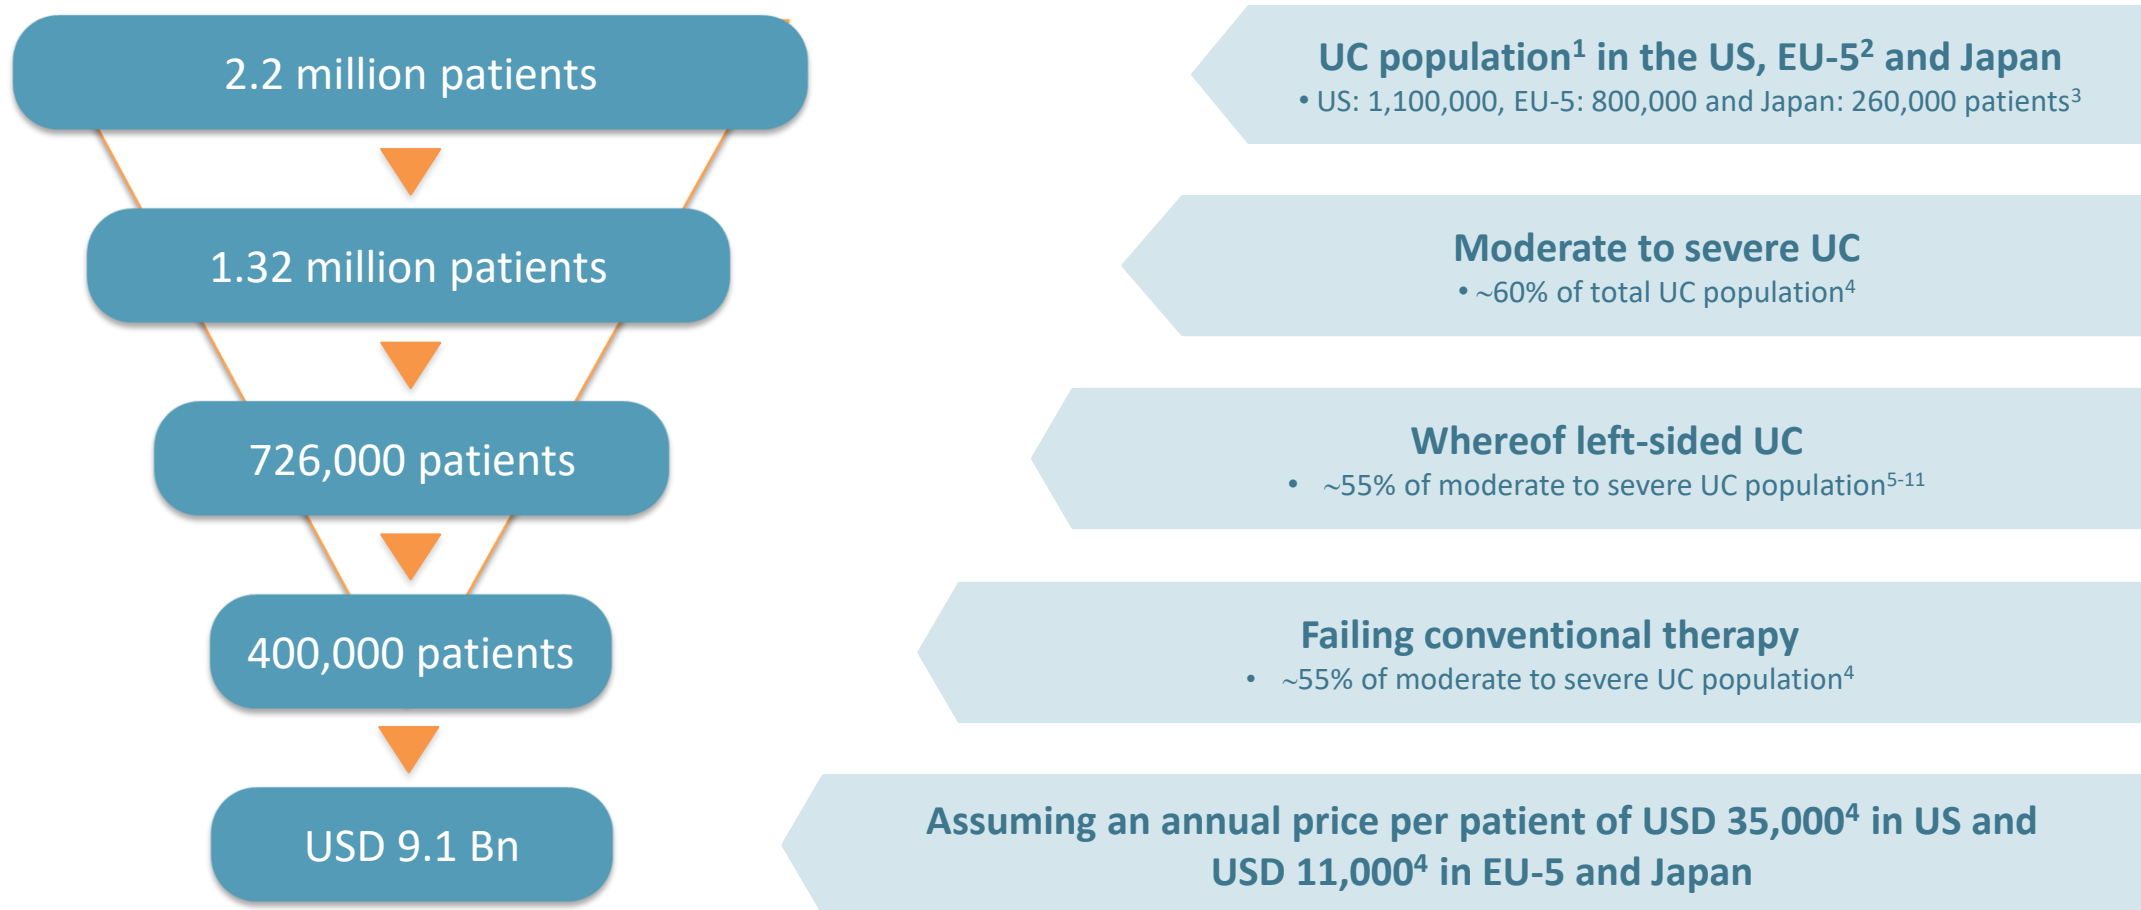 2.2 million patients
UC population¹ in the US, EU-5² and Japan
• US: 1,100,000, EU-5: 800,000 and Japan: 260,000 patients³
1.32 million patients
Moderate to severe UC
• ~60% of total UC population⁴
726,000 patients
Whereof left-sided UC
• ~55% of moderate to severe UC population⁵⁻¹¹
400,000 patients
Failing conventional therapy
• ~55% of moderate to severe UC population⁴
USD 9.1 Bn
Assuming an annual price per patient of USD 35,000⁴ in US and
USD 11,000⁴ in EU-5 and Japan